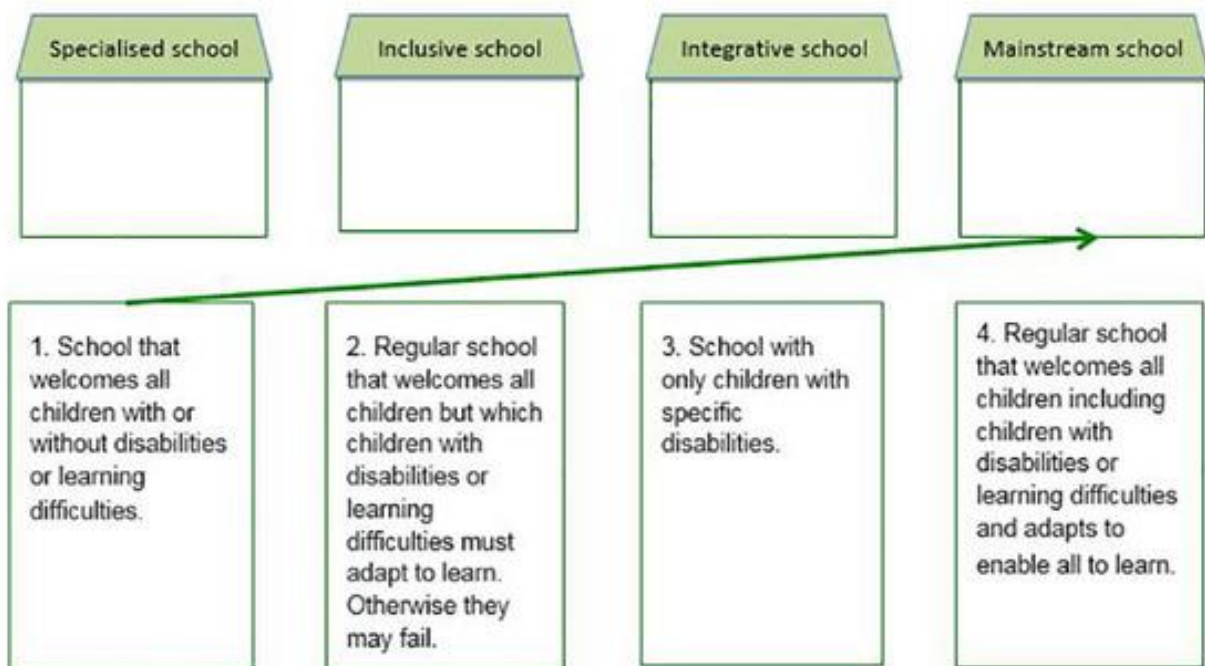 Specialised school
Inclusive school
Integrative school
Mainstream school
1. School that
welcomes all
children with or
without disabilities
or learning
difficulties.
2. Regular school
that welcomes all
children but which
children with
disabilities or
learning
difficulties must
adapt to learn.
Otherwise they
may fail.
3. School with
only children with
specific
disabilities.
4. Regular school
that welcomes all
children including
children with
disabilities or
learning difficulties
and adapts to
enable all to learn.